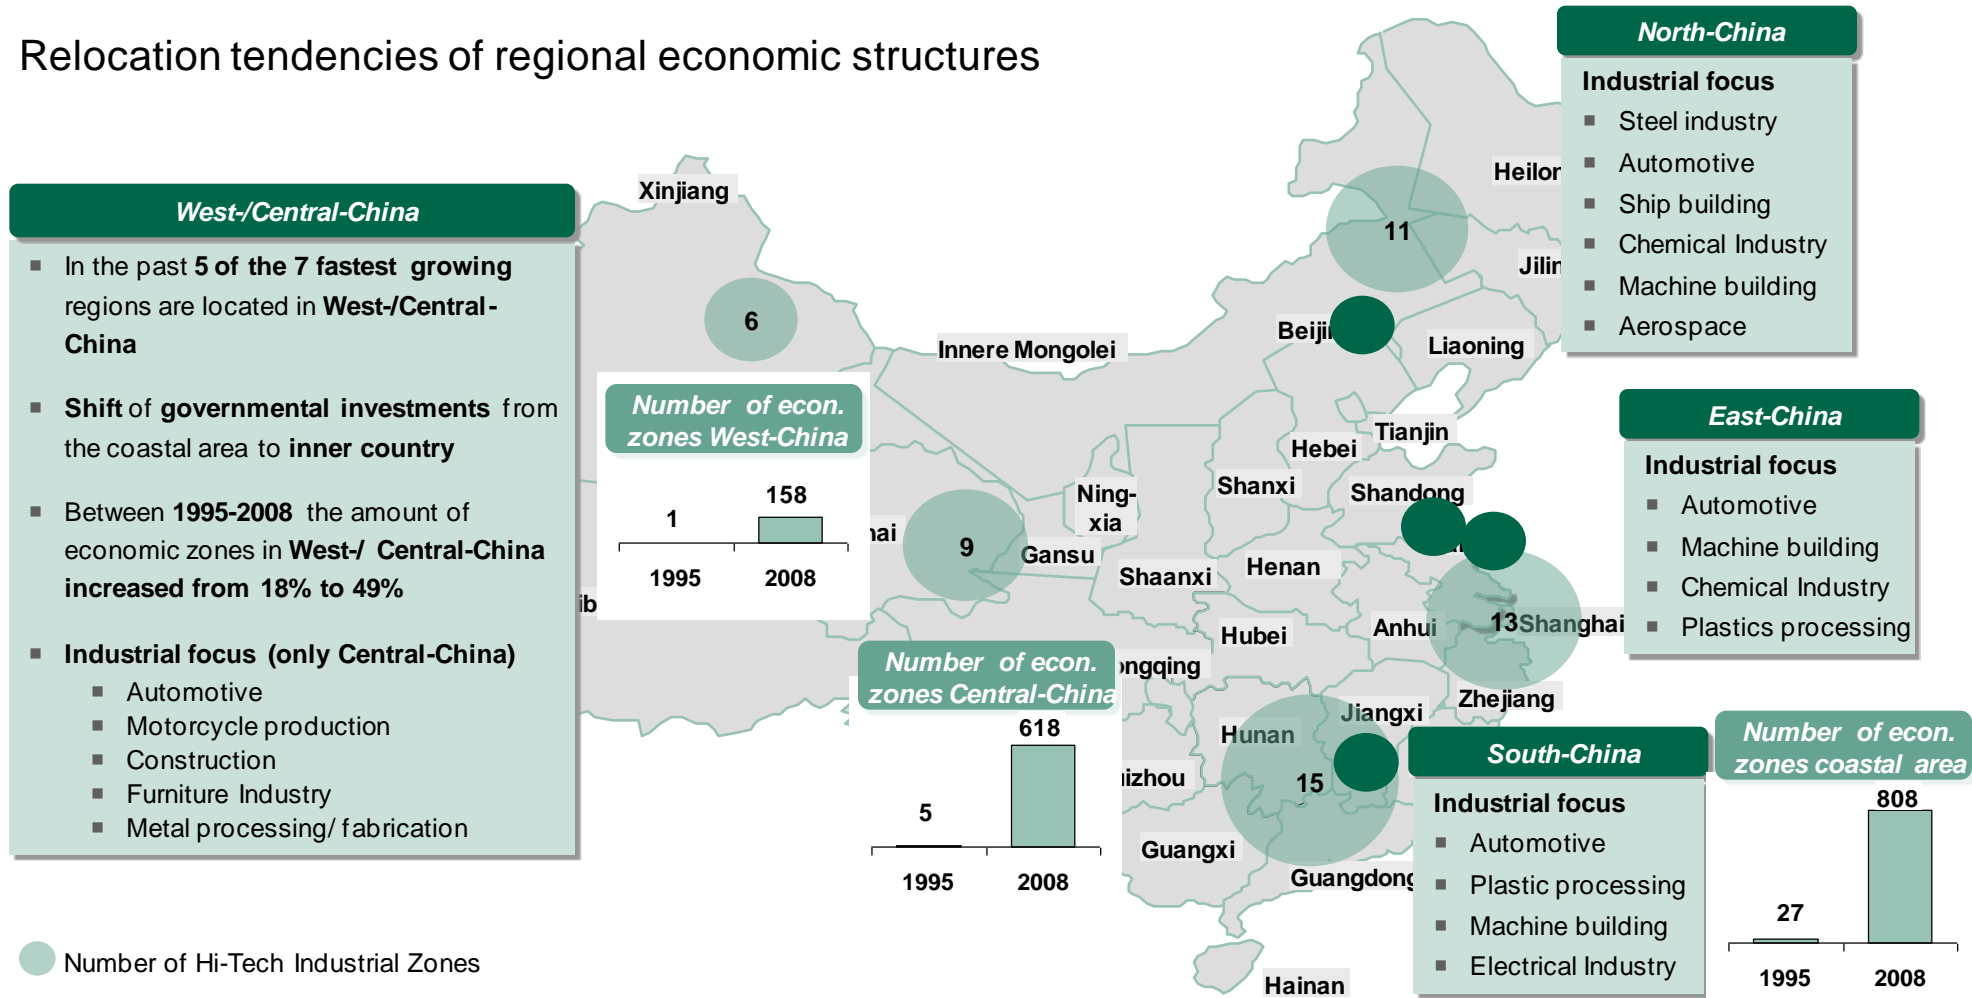 Relocation tendencies of regional economic structures
West-/Central-China
In the past 5 of the 7 fastest growing
regions are located in West-/Central-
China
Shift of governmental investments from
the coastal area to inner country
Between 1995-2008 the amount of
economic zones in West-/ Central-China
increased from 18% to 49%
Industrial focus (only Central-China)
Automotive
Motorcycle production
Construction
Furniture Industry
Metal processing/ fabrication
Number of Hi-Tech Industrial Zones
Xinjiang
6
Number of econ.
zones West-China
1
158
1995
2008
Innere Mongolei
11
Heilon
Jilin
Beijin
Liaoning
Tianjin
Hebei
Shanxi
Shandong
Ning-
xia
9
Gansu
Shaanxi
Henan
Hubei
Anhui
13
Shanghai
Zhejiang
Jiangxi
Hunan
15
ongqing
uizhou
Guangxi
Guangdong
Hainan
Number of econ.
zones Central-China
5
618
1995
2008
North-China
Industrial focus
Steel industry
Automotive
Ship building
Chemical Industry
Machine building
Aerospace
East-China
Industrial focus
Automotive
Machine building
Chemical Industry
Plastics processing
South-China
Industrial focus
Automotive
Plastic processing
Machine building
Electrical Industry
Number of econ.
zones coastal area
27
808
1995
2008